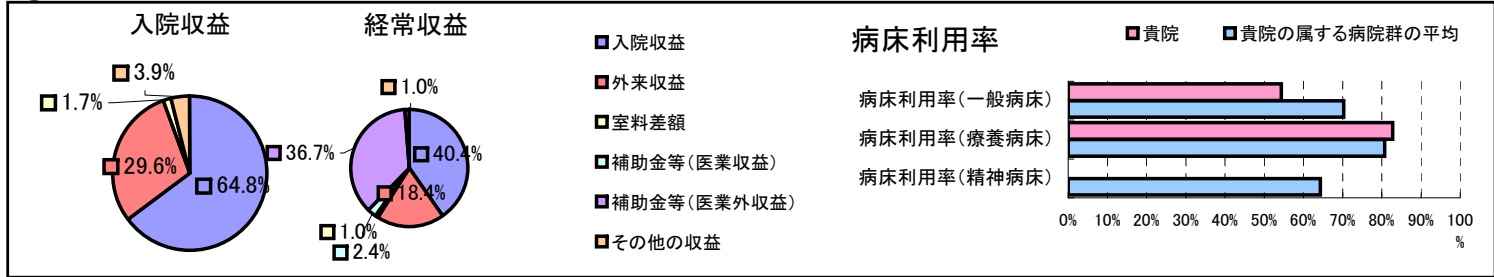 入院収益
3.9%
1.7%
29.6%
64.8%
経常収益
1.0%
36.7%
40.4%
18.4%
1.0%
2.4%
入院収益
外来収益
室料差額
補助金等(医業収益)
補助金等(医業外収益)
その他の収益
病床利用率
貴院
貴院の属する病院群の平均
病床利用率(一般病床)
病床利用率(療養病床)
病床利用率(精神病床)
0% 10% 20% 30% 40% 50% 60% 70% 80% 90% 100
%